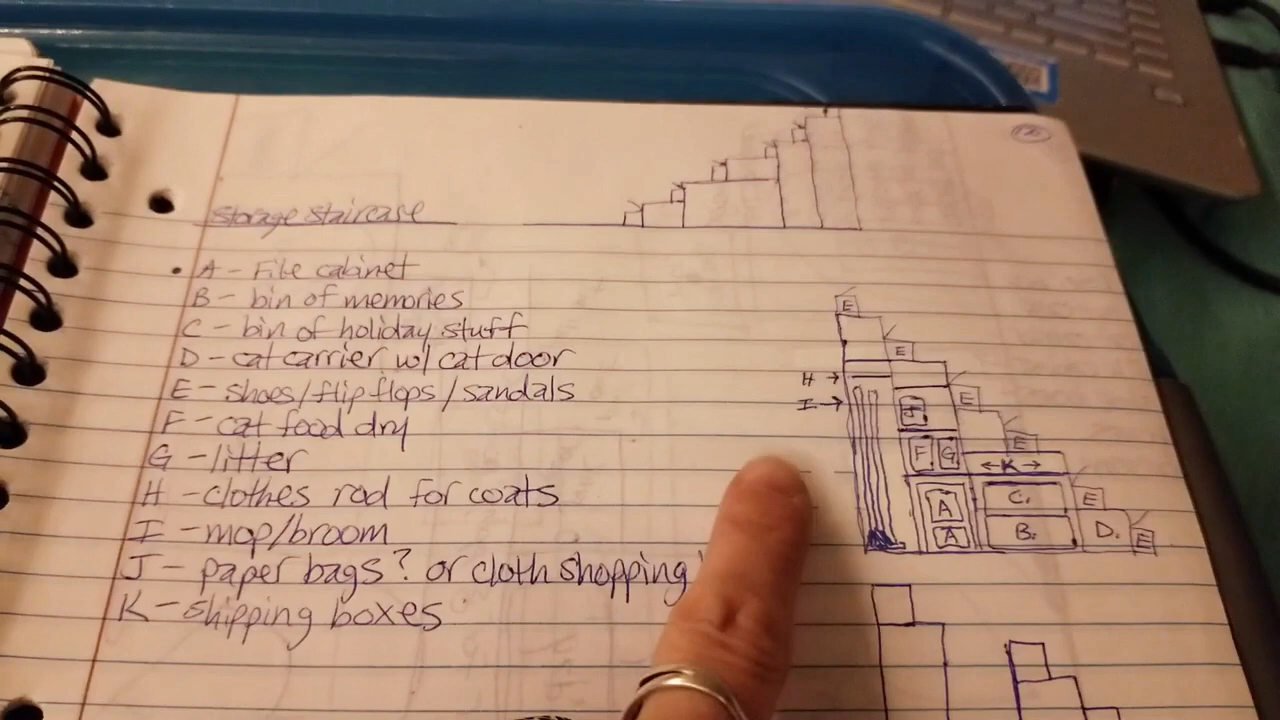 storage staircase
A - File cabinet
B - bin of memories
C - bin of holiday stuff
D - cat carrier w/ cat door
E - shoes/flip flops/sandals
F - cat food dry
G - litter
H - clothes rod for coats
I - mop/broom
J - paper bags? or cloth shopping
K - shipping boxes
E
E
H →
I →
E
J
F G
E
← K →
A
C.
E
A
B.
D.
E